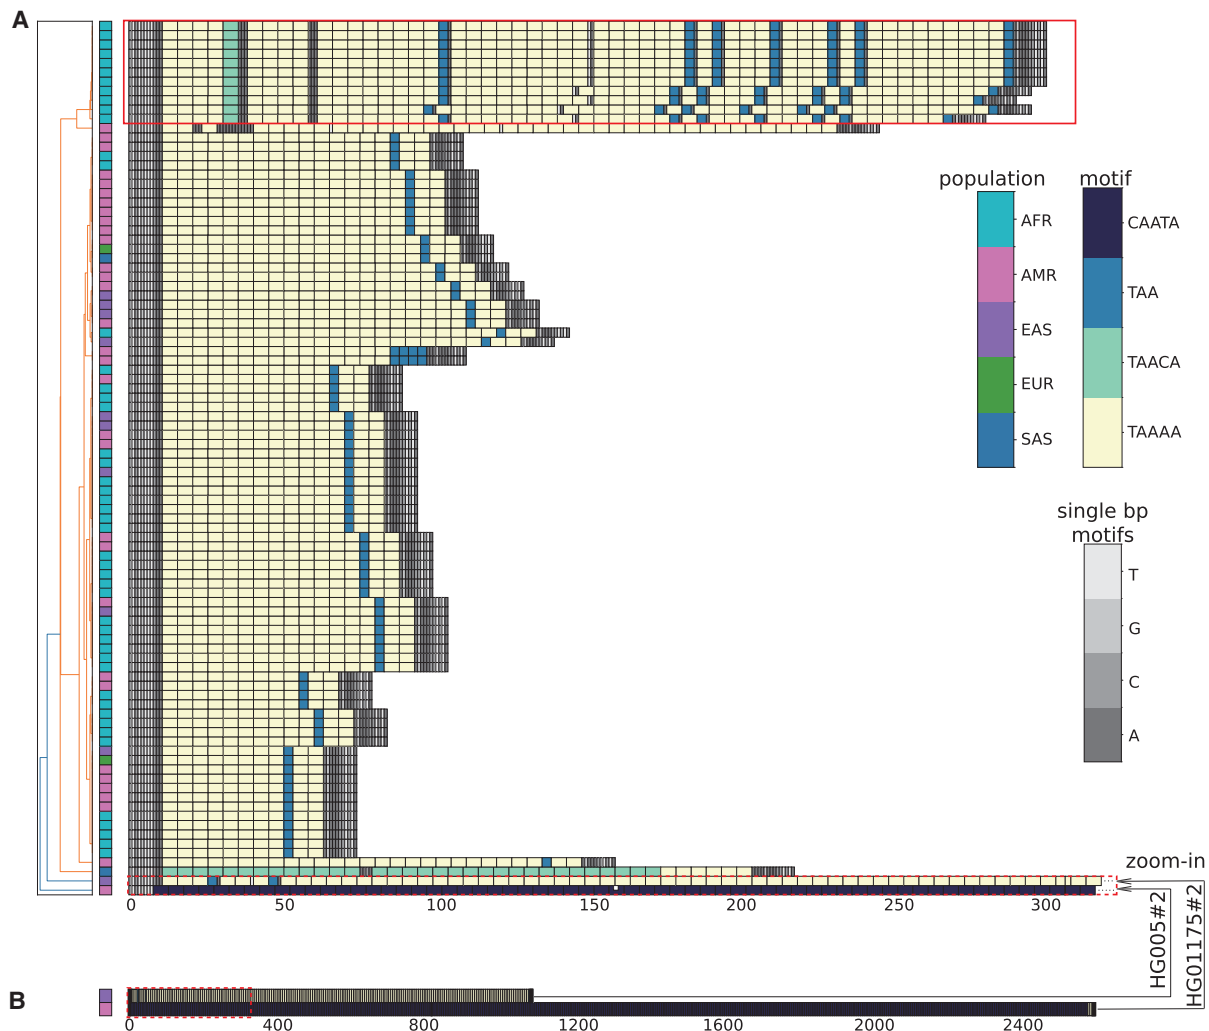 A
population
motif
AFR
AMR
EAS
EUR
SAS
CAATA
TAA
TAACA
TAAAA
single bp
motifs
T
G
C
A
zoom-in
0 50 100 150 200 250 300
HG005#2
HG01175#2
B
0 400 800 1200 1600 2000 2400